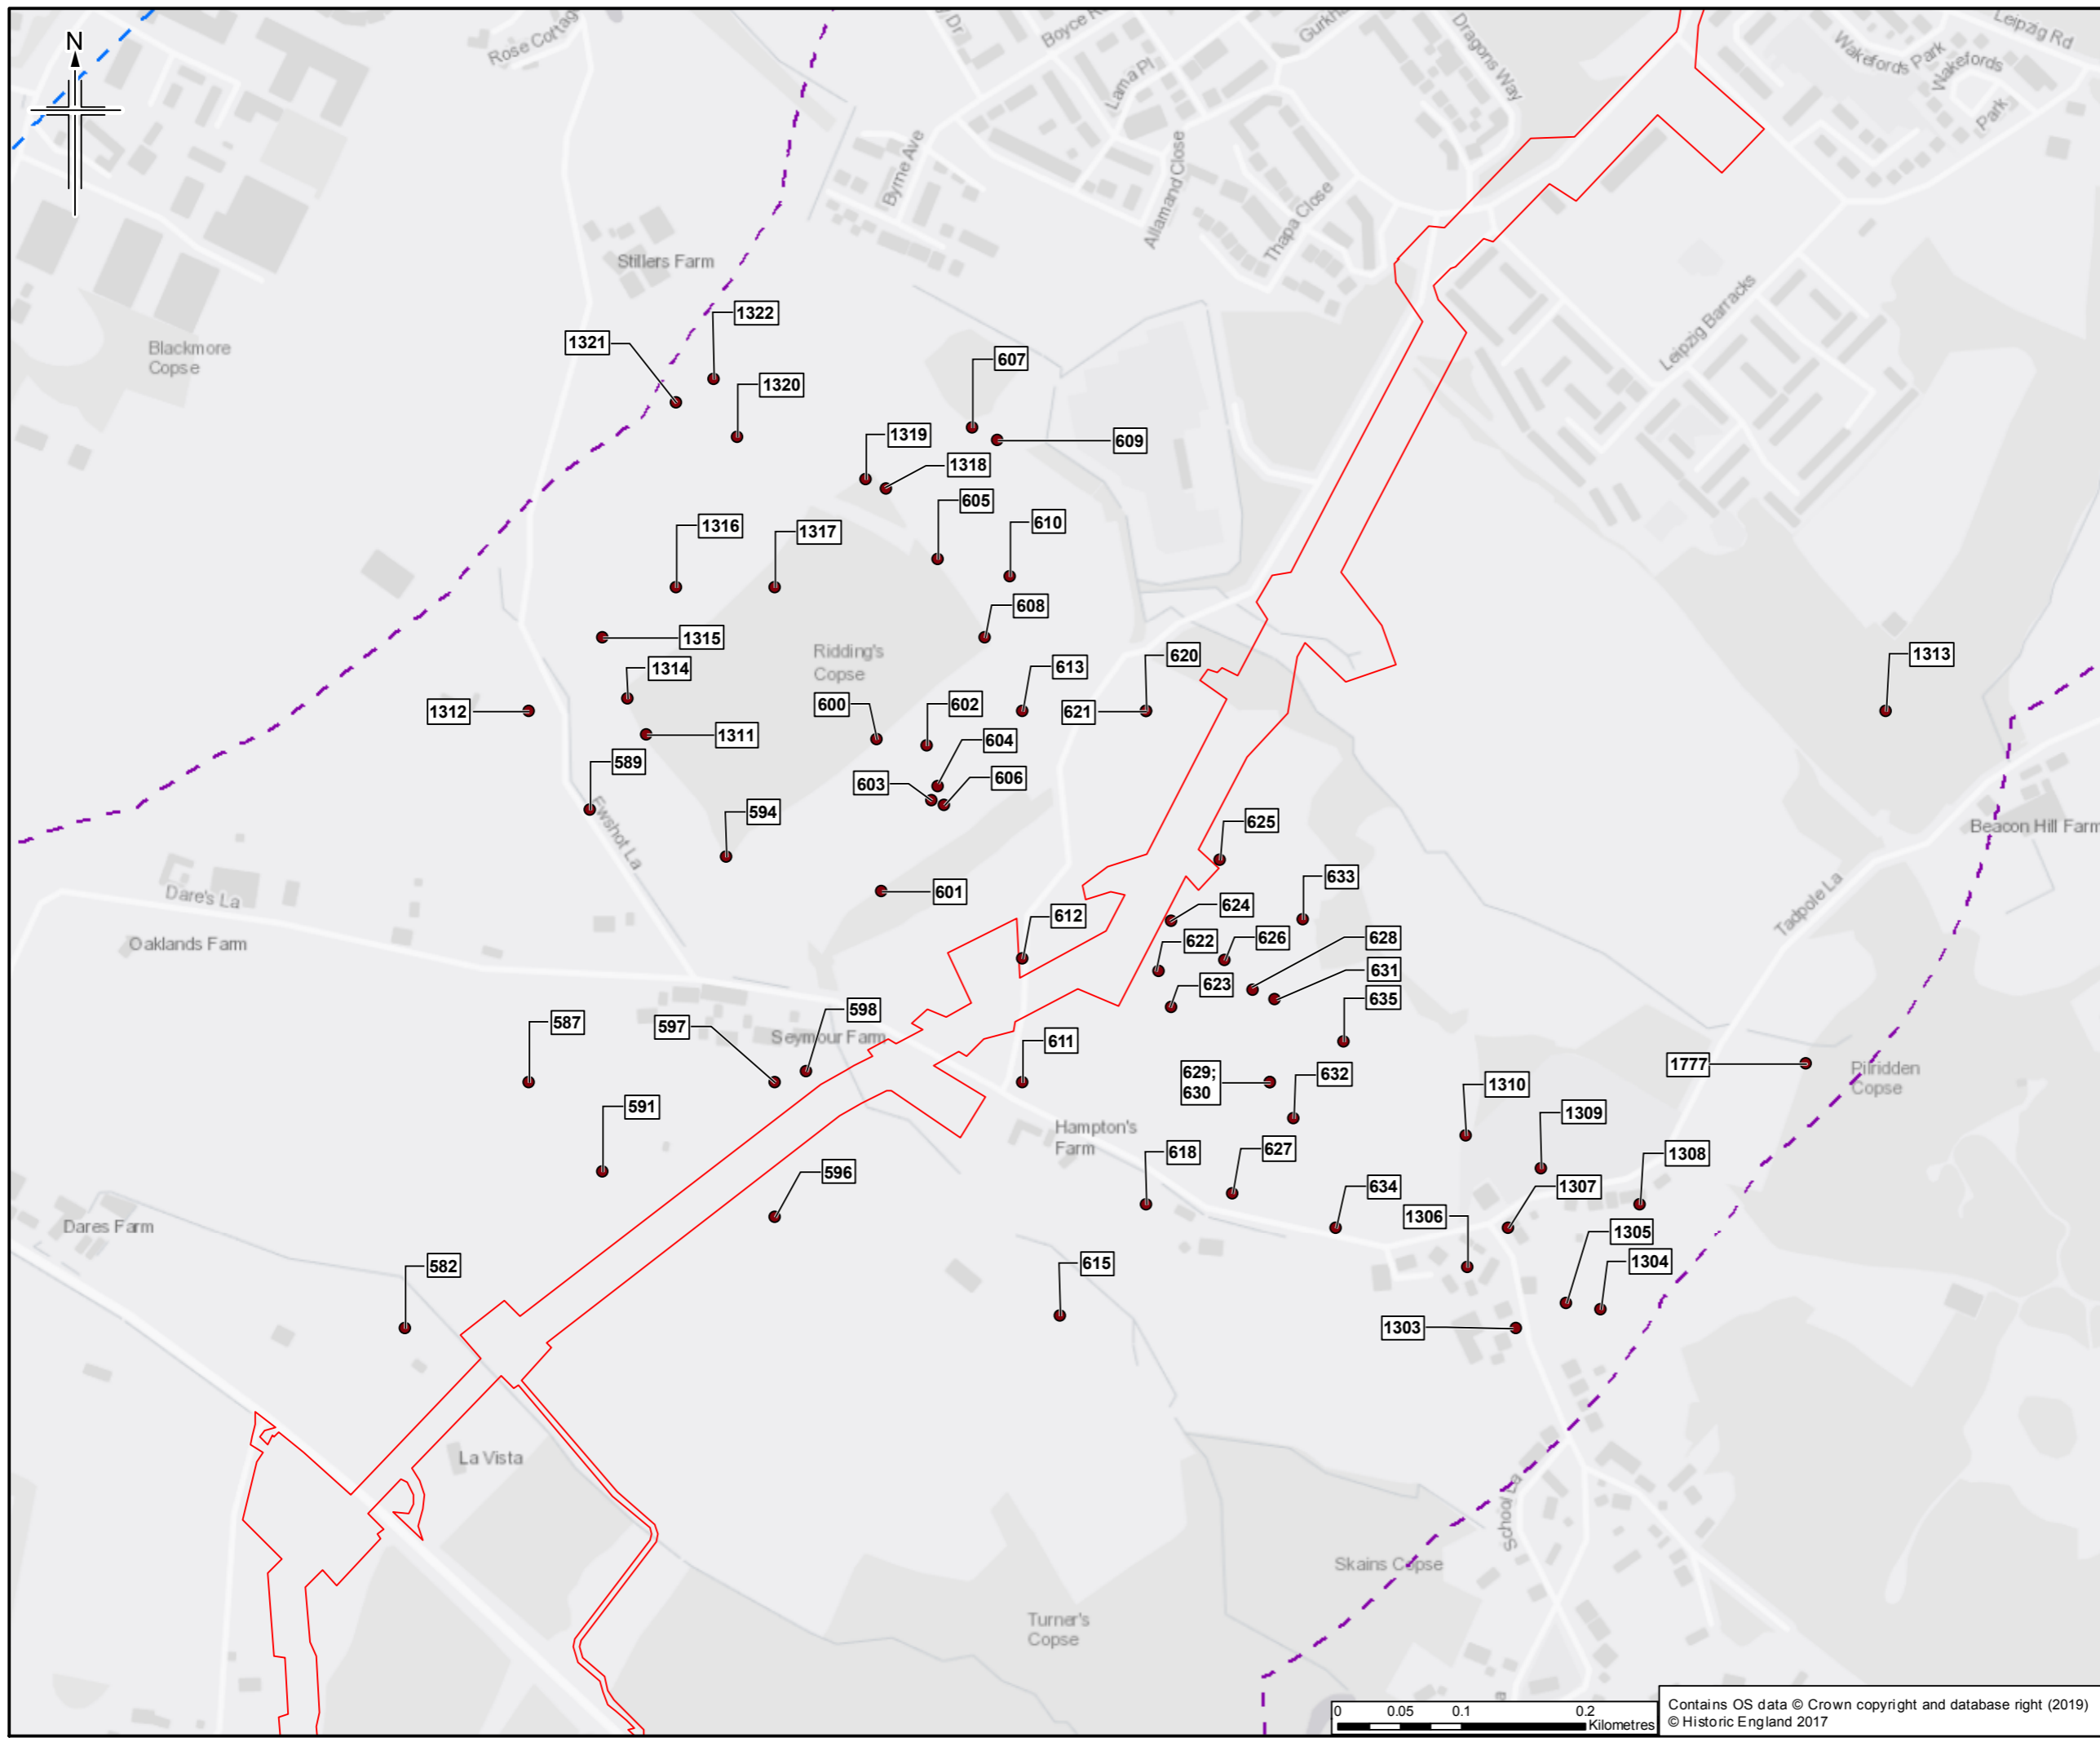 N
Rose Cottag
y Dr
Boyce R
Lama Pl
Gurkh
Dragons Way
Leipzig Rd
Wakefords Park
Wakefords
Park
Byrne Ave
Allamand Close
Thapa Close
Stillers Farm
Leipzig Barracks
Blackmore
Copse
1322
1321
1320
607
609
1319
1318
605
610
1316
1317
608
1315
Ridding's
Copse
613
620
1313
1314
600
602
621
1312
1311
604
589
603
606
594
625
Beacon Hill Farm
Ewshot La
601
633
Dare's La
Tadpole La
612
624
Oaklands Farm
622
626
628
631
623
635
598
587
597
Seymour Farm
611
1777
Pilridden
Copse
629;
630
632
1310
591
1309
Hampton's
Farm
618
627
1308
596
634
1307
1306
Dares Farm
1305
582
615
1304
1303
La Vista
School La
Skains Copse
Turner's
Copse
a
0 0.05 0.1 0.2
Kilometres
Contains OS data © Crown copyright and database right (2019)
© Historic England 2017